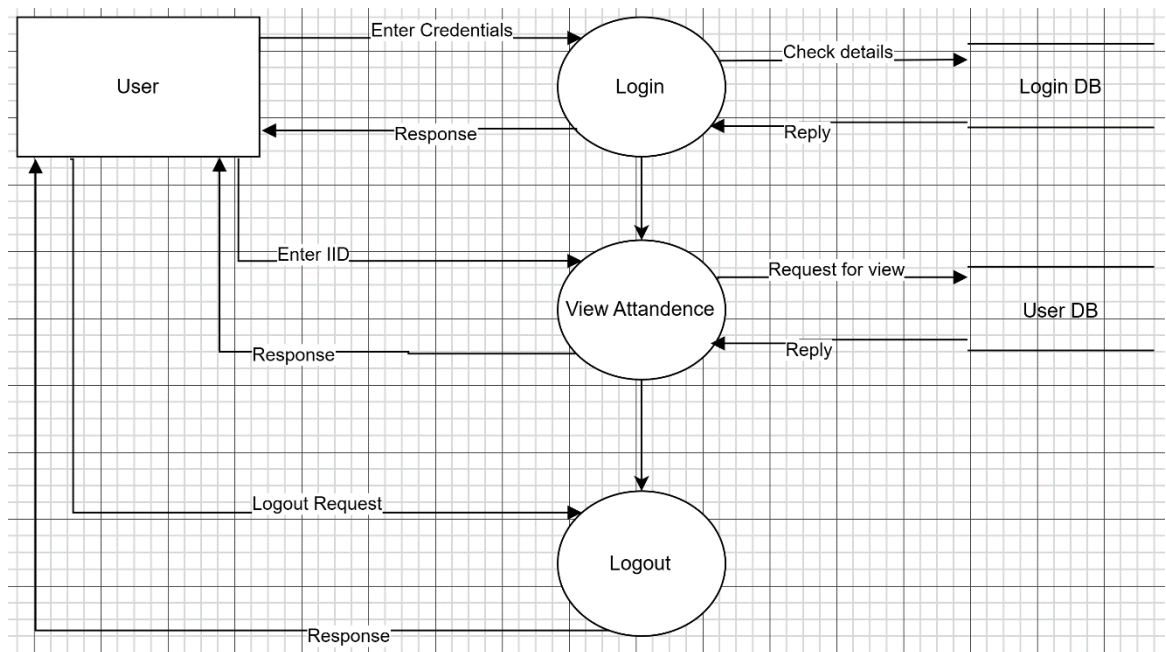 Enter Credentials
User
Login
Check details
Login DB
Response
Reply
Enter IID
Request for view
View Attandence
User DB
Response
Reply
Logout Request
Logout
Response